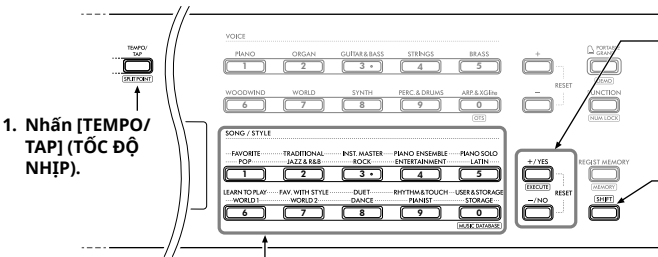 VOICE
TEMPO/
TAP
SPLIT POINT
PIANO ORGAN GUITAR & BASS STRINGS BRASS
1 2 3 4 5
WOODWIND WORLD SYNTH PERC. & DRUMS ARP. & XGlite
6 7 8 9 0
OTS
+
RESET
−
PORTABLE
GRAND
DEMO
FUNCTION
NUM LOCK
1. Nhấn [TEMPO/
TAP] (TỐC ĐỘ
NHỊP).
SONG / STYLE
FAVORITE TRADITIONAL INST. MASTER PIANO ENSEMBLE PIANO SOLO
POP JAZZ & R&B ROCK ENTERTAINMENT LATIN
1 2 3 4 5
LEARN TO PLAY FAV. WITH STYLE DUET RHYTHM & TOUCH USER & STORAGE
WORLD 1 WORLD 2 DANCE PIANIST STORAGE
6 7 8 9 0
MUSIC DATABASE
+/YES
EXECUTE
RESET
−/NO
REGIST MEMORY
MEMORY
SHIFT